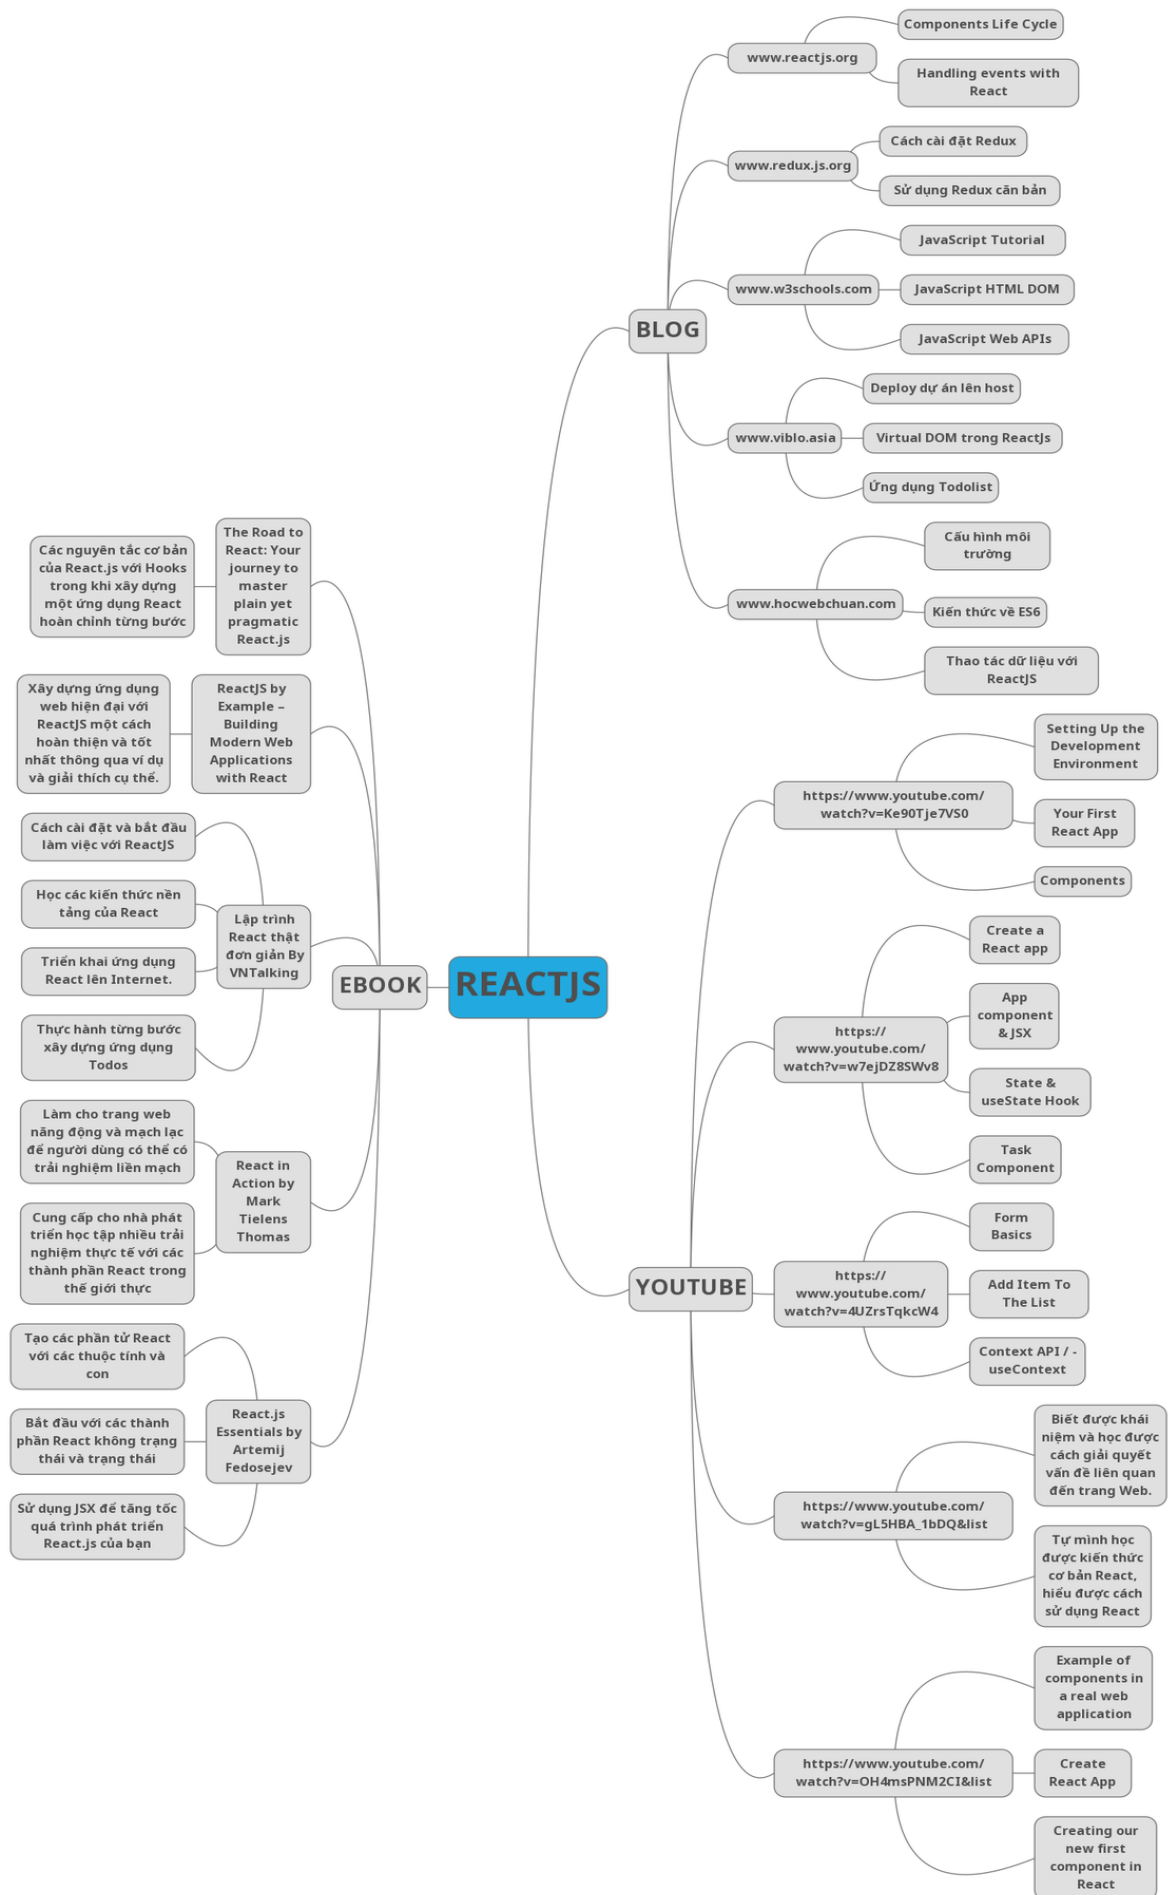 REACTJS
BLOG
www.reactjs.org
Components Life Cycle
Handling events with
React
www.redux.js.org
Cách cài đặt Redux
Sử dụng Redux căn bản
www.w3schools.com
JavaScript Tutorial
JavaScript HTML DOM
JavaScript Web APIs
www.viblo.asia
Deploy dự án lên host
Virtual DOM trong ReactJs
Ứng dụng Todolist
www.hocwebchuan.com
Cấu hình môi
trường
Kiến thức về ES6
Thao tác dữ liệu với
ReactJS
YOUTUBE
https://www.youtube.com/
watch?v=Ke90Tje7VS0
Setting Up the
Development
Environment
Your First
React App
Components
https://
www.youtube.com/
watch?v=w7ejDZ8SWv8
Create a
React app
App
component
& JSX
State &
useState Hook
Task
Component
https://
www.youtube.com/
watch?v=4UZrsTqkcW4
Form
Basics
Add Item To
The List
Context API / -
useContext
https://www.youtube.com/
watch?v=gL5HBA_1bDQ&list
Biết được khái
niệm và học được
cách giải quyết
vấn đề liên quan
đến trang Web.
Tự mình học
được kiến thức
cơ bản React,
hiểu được cách
sử dụng React
https://www.youtube.com/
watch?v=OH4msPNM2CI&list
Example of
components in
a real web
application
Create
React App
Creating our
new first
component in
React
EBOOK
The Road to
React: Your
journey to
master
plain yet
pragmatic
React.js
Các nguyên tắc cơ bản
của React.js với Hooks
trong khi xây dựng
một ứng dụng React
hoàn chỉnh từng bước
ReactJS by
Example –
Building
Modern Web
Applications
with React
Xây dựng ứng dụng
web hiện đại với
ReactJS một cách
hoàn thiện và tốt
nhất thông qua ví dụ
và giải thích cụ thể.
Lập trình
React thật
đơn giản By
VNTalking
Cách cài đặt và bắt đầu
làm việc với ReactJS
Học các kiến thức nền
tảng của React
Triển khai ứng dụng
React lên Internet.
Thực hành từng bước
xây dựng ứng dụng
Todos
React in
Action by
Mark
Tielens
Thomas
Làm cho trang web
năng động và mạch lạc
để người dùng có thể có
trải nghiệm liền mạch
Cung cấp cho nhà phát
triển học tập nhiều trải
nghiệm thực tế với các
thành phần React trong
thế giới thực
React.js
Essentials by
Artemij
Fedosejev
Tạo các phần tử React
với các thuộc tính và
con
Bắt đầu với các thành
phần React không trạng
thái và trạng thái
Sử dụng JSX để tăng tốc
quá trình phát triển
React.js của bạn